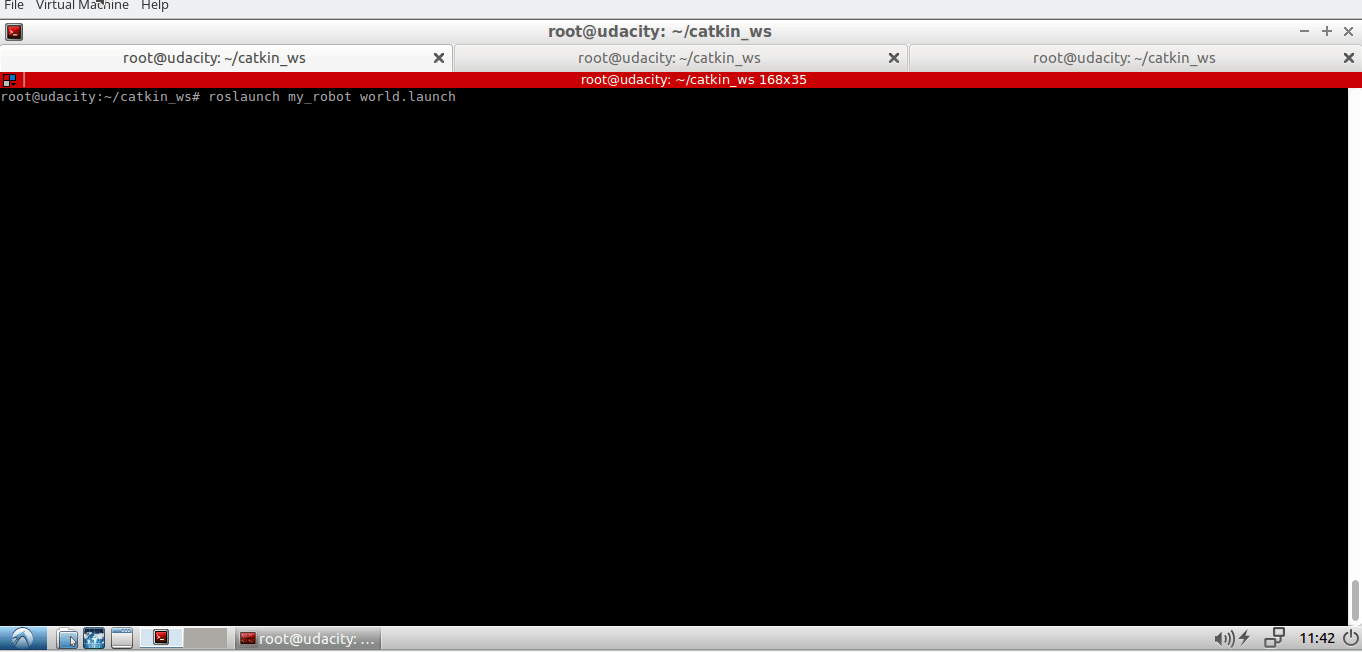 File Virtual Machine Help
root@udacity: ~/catkin_ws
root@udacity: ~/catkin_ws root@udacity: ~/catkin_ws root@udacity: ~/catkin_ws
root@udacity: ~/catkin_ws 168x35
root@udacity:~/catkin_ws# roslaunch my_robot world.launch
root@udacity: ... 11:42